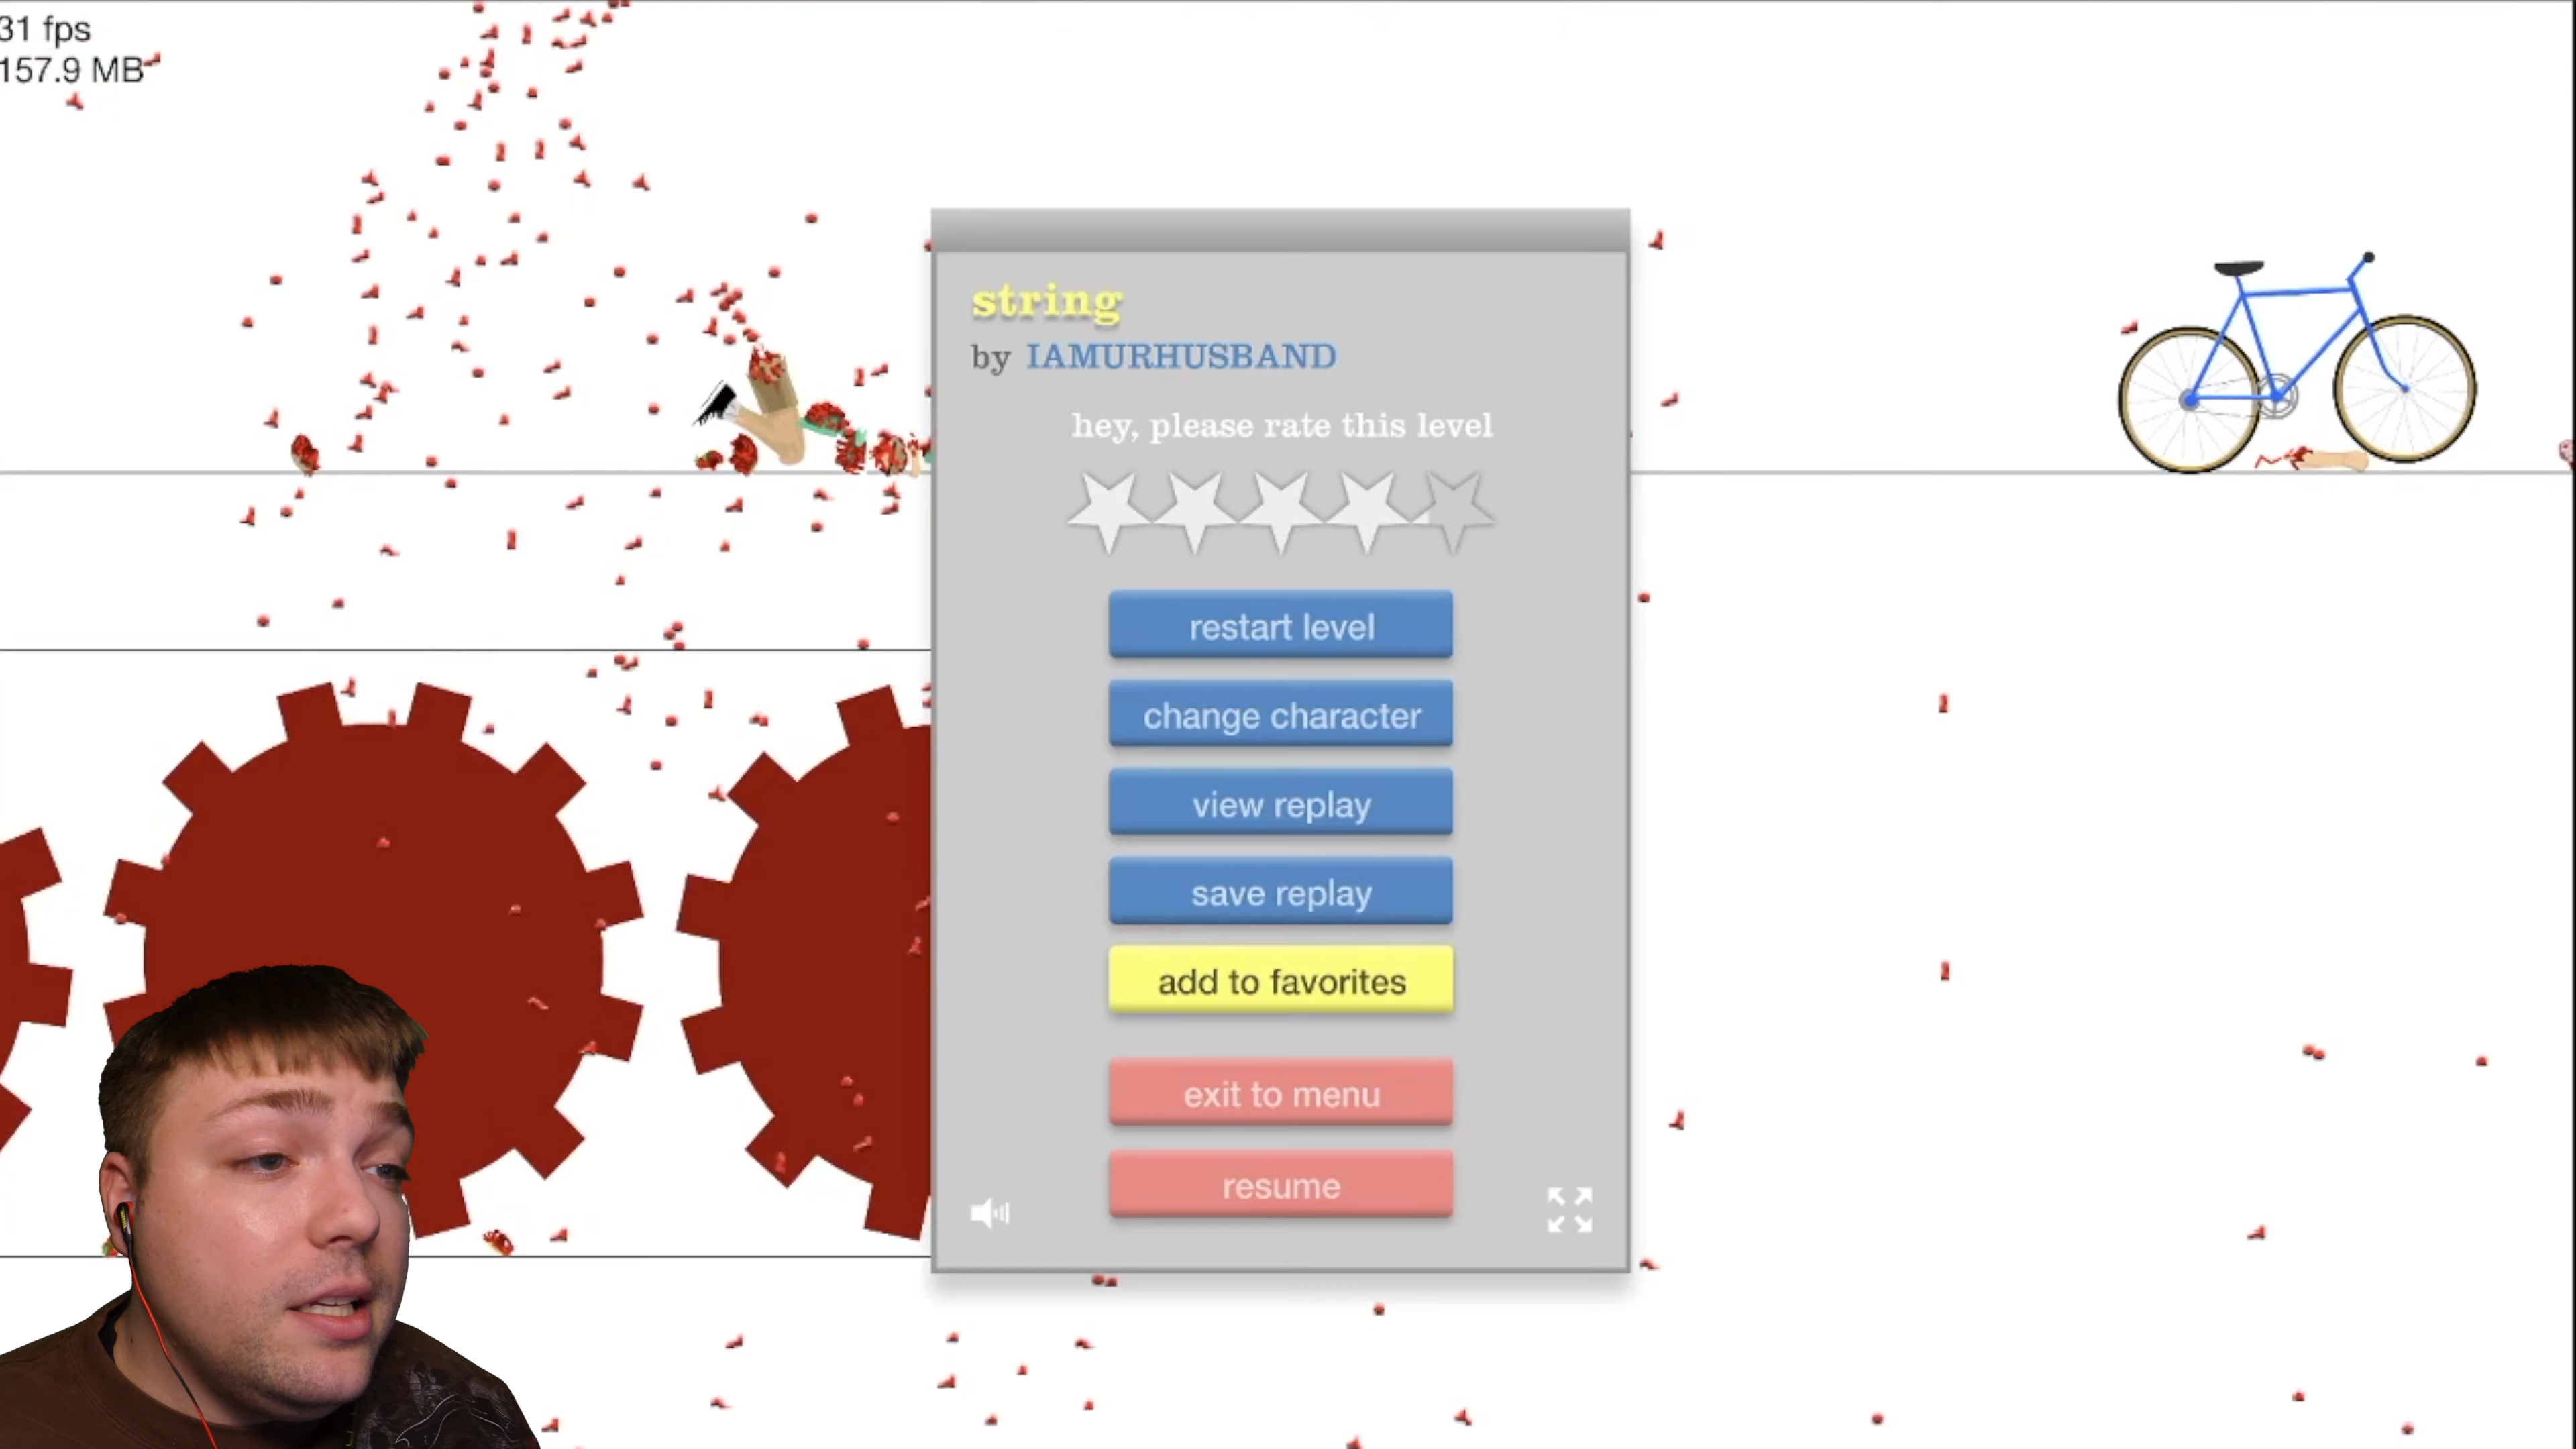 31 fps
157.9 MB
string
by IAMURHUSBAND
hey, please rate this level
restart level
change character
view replay
save replay
add to favorites
exit to menu
resume